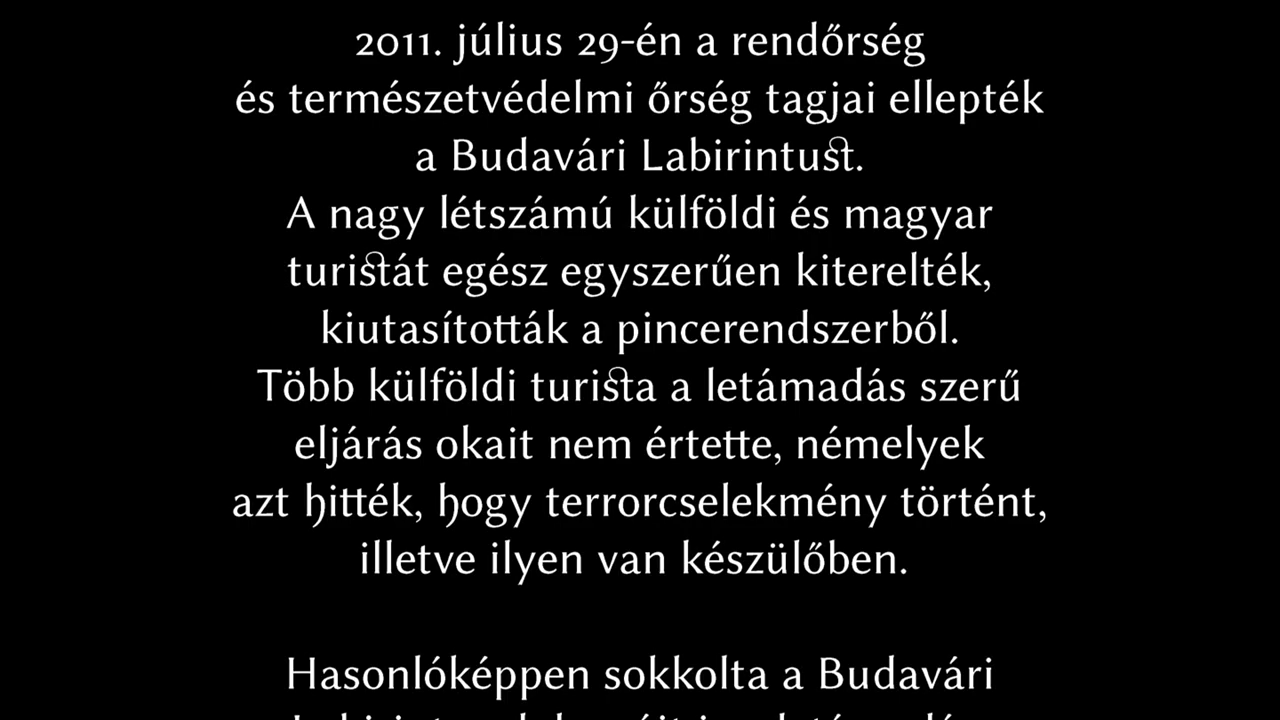 2011. július 29-én a rendőrség
és természetvédelmi őrség tagjai ellepték
a Budavári Labirintust.
A nagy létszámú külföldi és magyar
turistát egész egyszerűen kiterelték,
kiutasították a pincerendszerből.
Több külföldi turista a letámadás szerű
eljárás okait nem értette, némelyek
azt hitték, hogy terrorcselekmény történt,
illetve ilyen van készülőben.
Hasonlóképpen sokkolta a Budavári